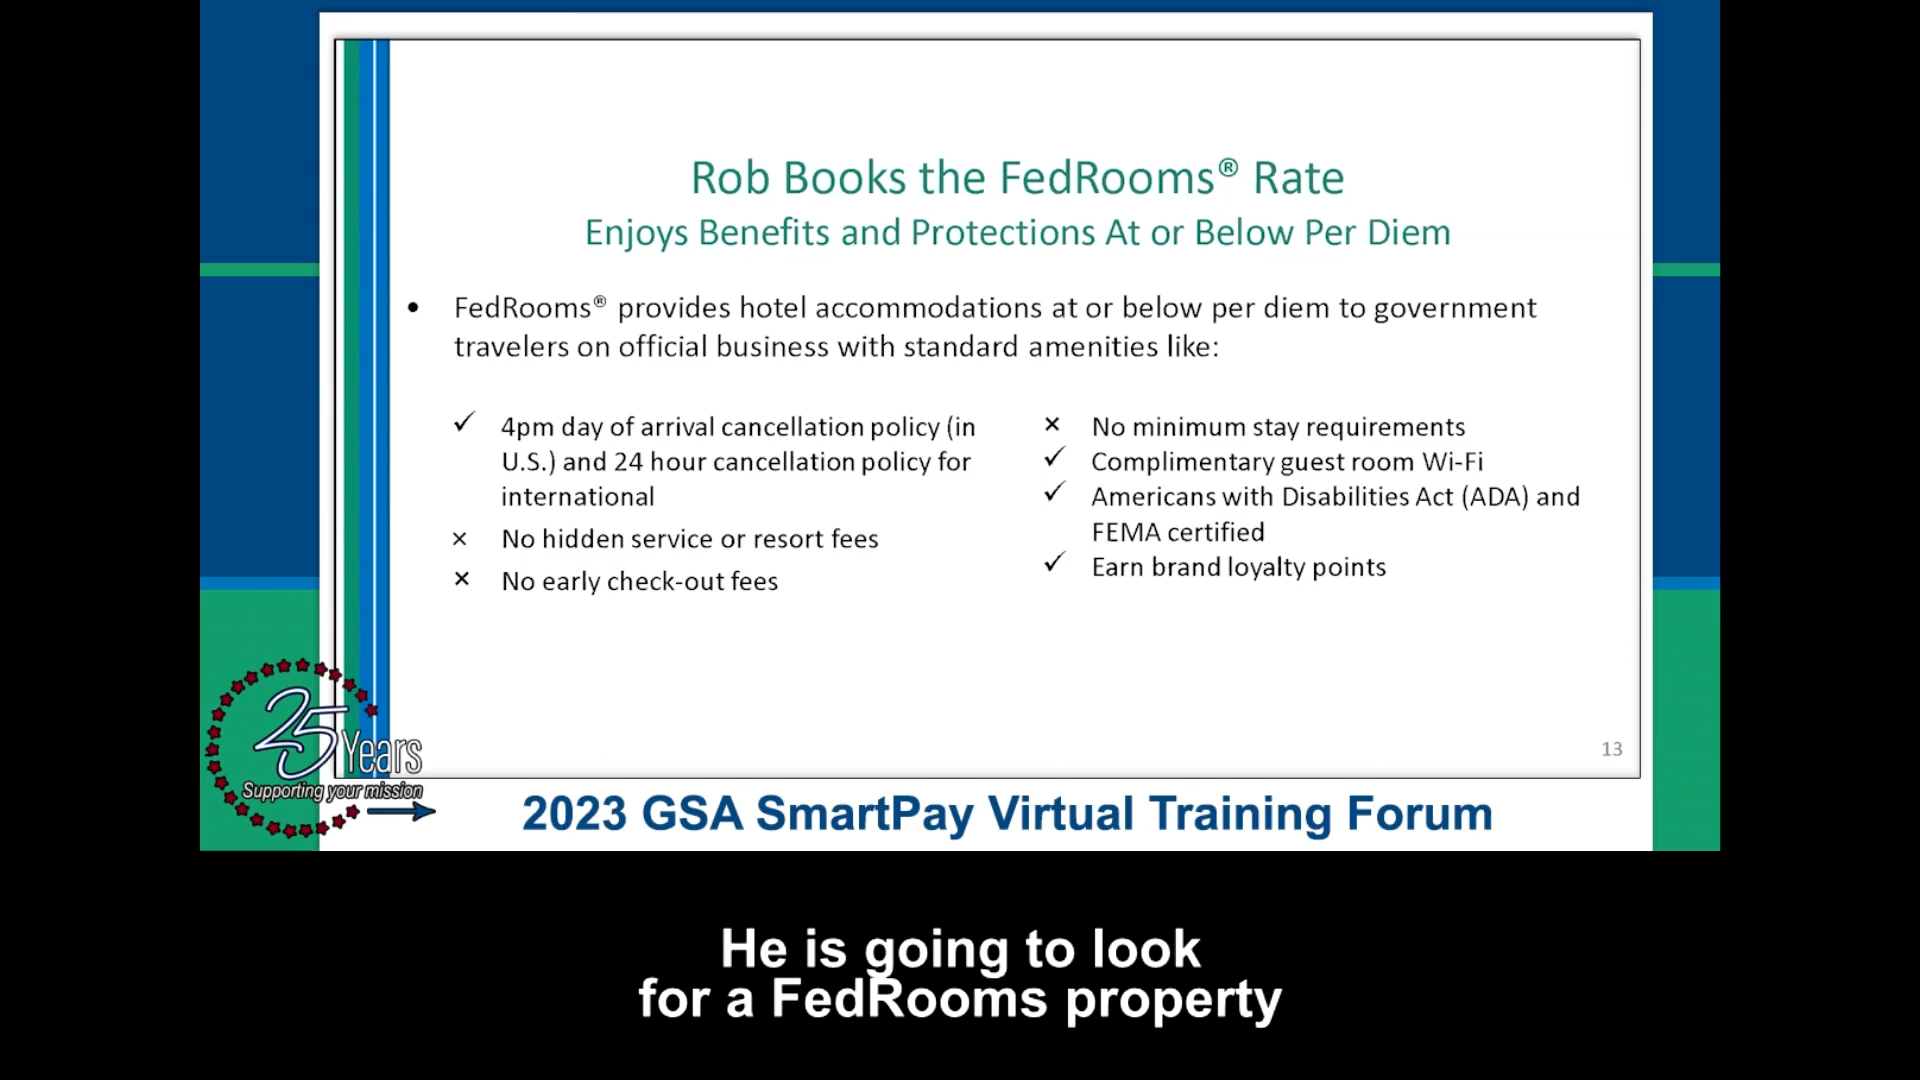 Rob Books the FedRooms® Rate
Enjoys Benefits and Protections At or Below Per Diem
• FedRooms® provides hotel accommodations at or below per diem to government
travelers on official business with standard amenities like:
✓ 4pm day of arrival cancellation policy (in
U.S.) and 24 hour cancellation policy for
international
× No hidden service or resort fees
× No early check-out fees
× No minimum stay requirements
✓ Complimentary guest room Wi-Fi
✓ Americans with Disabilities Act (ADA) and
FEMA certified
✓ Earn brand loyalty points
13
25 Years
Supporting your mission
2023 GSA SmartPay Virtual Training Forum
He is going to look
for a FedRooms property